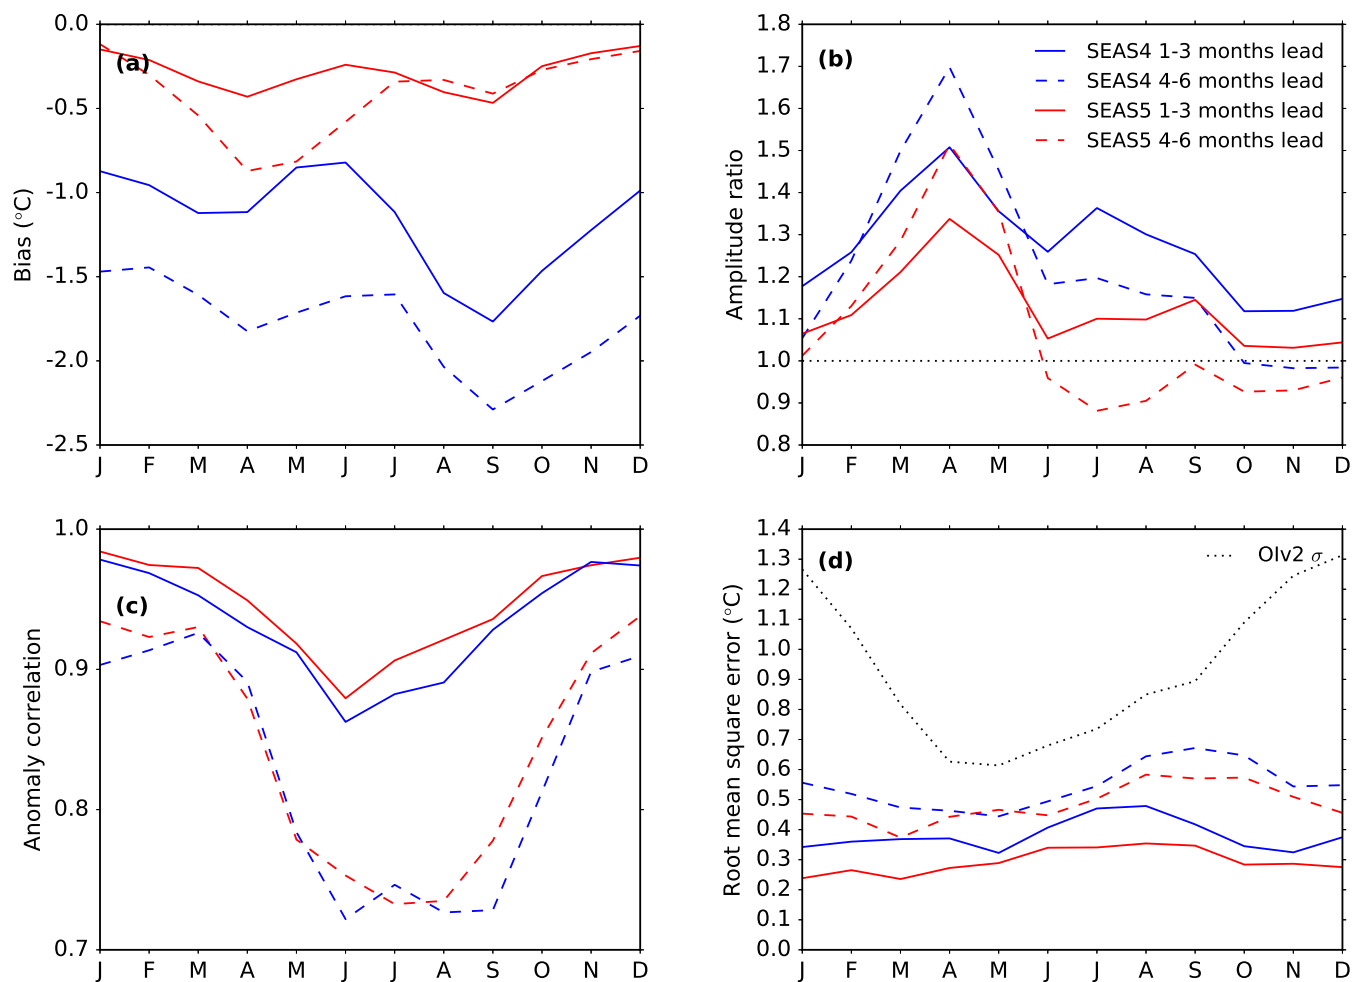 0.0
-0.5
-1.0
-1.5
-2.0
-2.5
Bias (°C)
(a)
J F M A M J J A S O N D
1.8
1.7
1.6
1.5
1.4
1.3
1.2
1.1
1.0
0.9
0.8
Amplitude ratio
(b)
SEAS4 1-3 months lead
SEAS4 4-6 months lead
SEAS5 1-3 months lead
SEAS5 4-6 months lead
J F M A M J J A S O N D
1.0
0.9
0.8
0.7
Anomaly correlation
(c)
J F M A M J J A S O N D
1.4
1.3
1.2
1.1
1.0
0.9
0.8
0.7
0.6
0.5
0.4
0.3
0.2
0.1
0.0
Root mean square error (°C)
(d)
OIv2 σ
J F M A M J J A S O N D